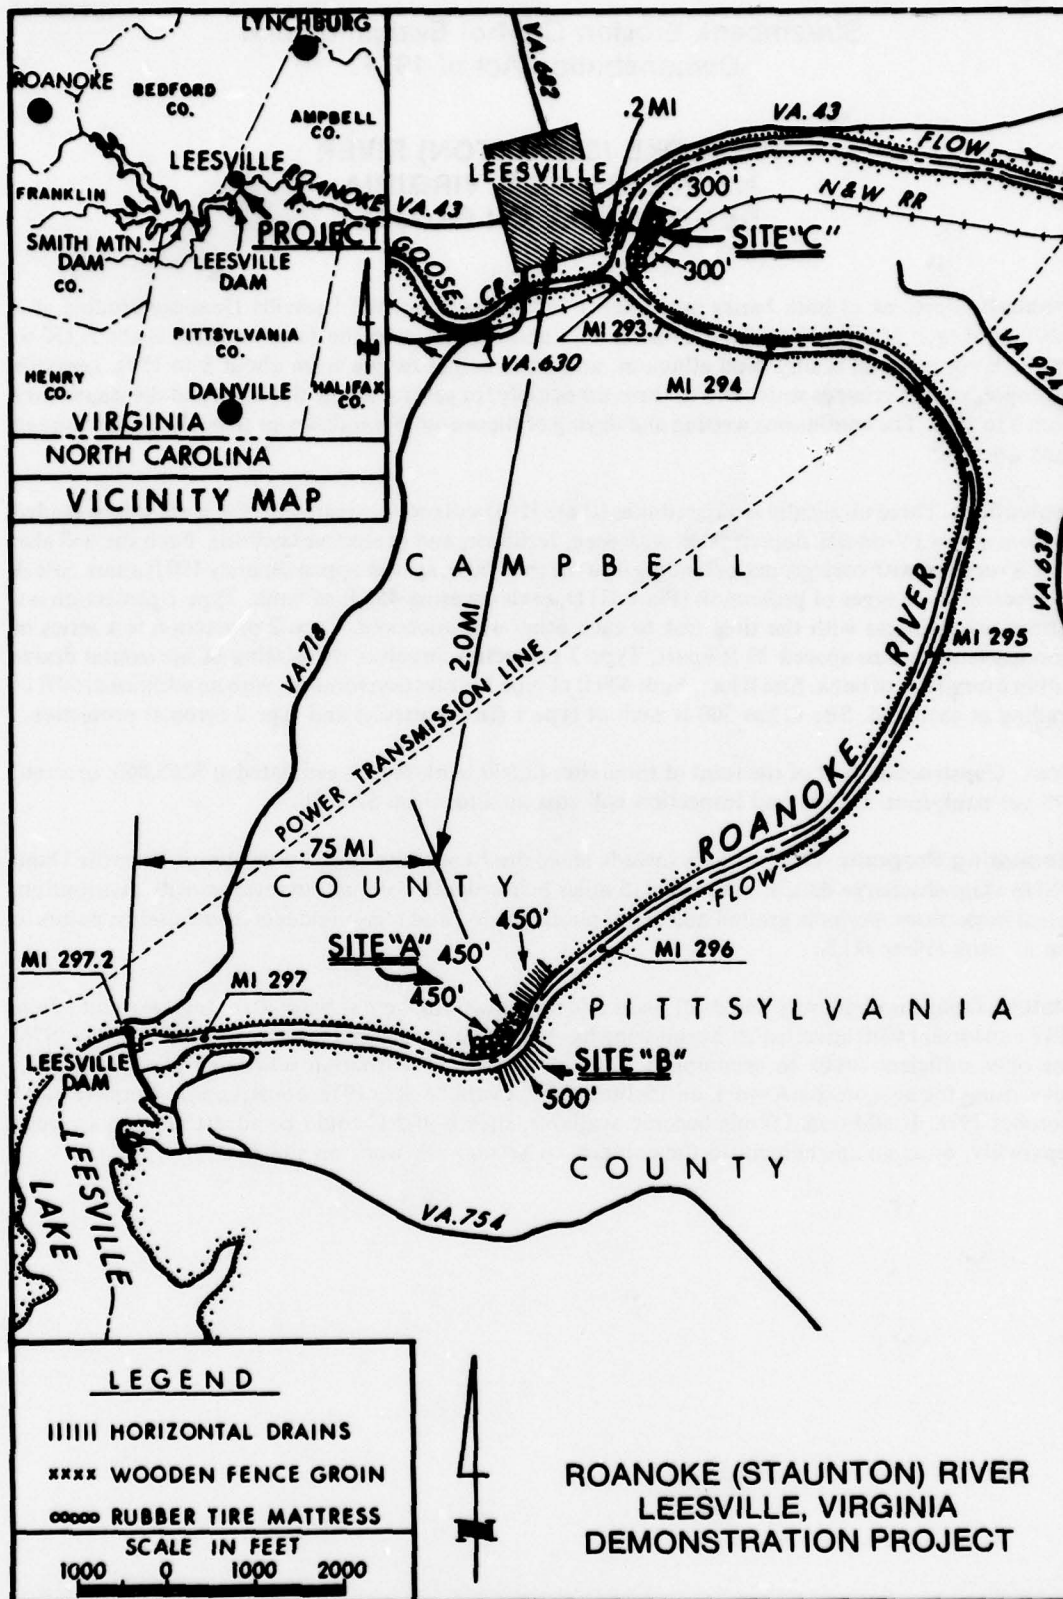 LYNCHBURG
ROANOKE
BEDFORD
CO.
AMPBELL
CO.
LEESVILLE
ROANOKE
FRANKLIN
PROJECT
SMITH MTN.
DAM
CO.
LEESVILLE
DAM
PITTSYLVANIA
CO.
HENRY
CO.
DANVILLE
HALIFAX
CO.
N
VIRGINIA
NORTH CAROLINA
VICINITY MAP
VA. 682
.2 MI
VA. 43
FLOW
LEESVILLE
300'
N&W RR
VA. 43
SITE "C"
GOOSE CR.
300'
MI 293.7
VA. 630
MI 294
VA. 924
CAMPBEL
VA. 638
VA. 718
2.0 MI
POWER TRANSMISSION LINE
RIVER
MI 295
ROANOKE
.75 MI
COUNTY
FLOW
450'
SITE "A"
450'
MI 296
MI 297.2
MI 297
450'
PITTSYLVANIA
LEESVILLE
DAM
SITE "B"
500'
COUNTY
LEESVILLE
LAKE
VA. 754
LEGEND
HORIZONTAL DRAINS
xxxx WOODEN FENCE GROIN
RUBBER TIRE MATTRESS
SCALE IN FEET
1000 0 1000 2000
N
ROANOKE (STAUNTON) RIVER
LEESVILLE, VIRGINIA
DEMONSTRATION PROJECT